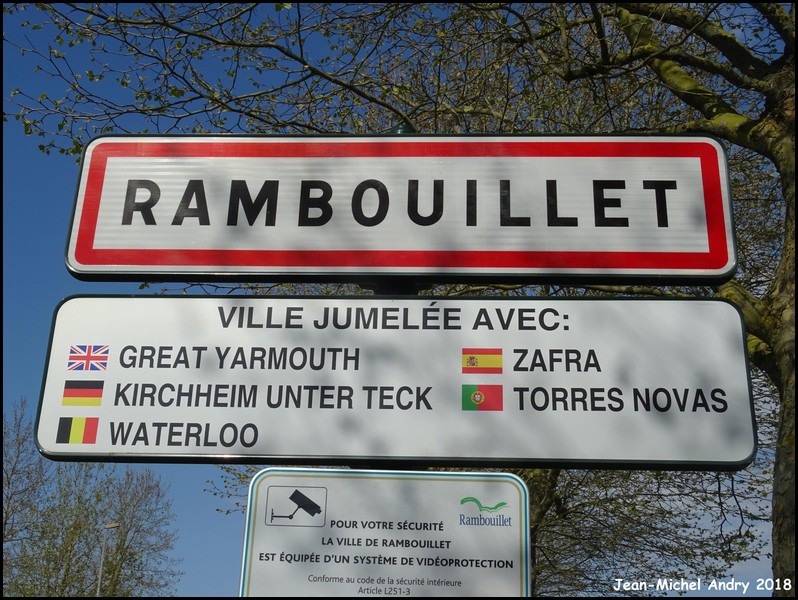 RAMBOUILLET
VILLE JUMELÉE AVEC:
GREAT YARMOUTH
KIRCHHEIM UNTER TECK
WATERLOO
ZAFRA
TORRES NOVAS
Rambouillet
POUR VOTRE SÉCURITÉ
LA VILLE DE RAMBOUILLET
EST ÉQUIPÉE D'UN SYSTÈME DE VIDÉOPROTECTION
Conforme au code de la sécurité intérieure
Article L251-3
Jean-Michel Andry 2018